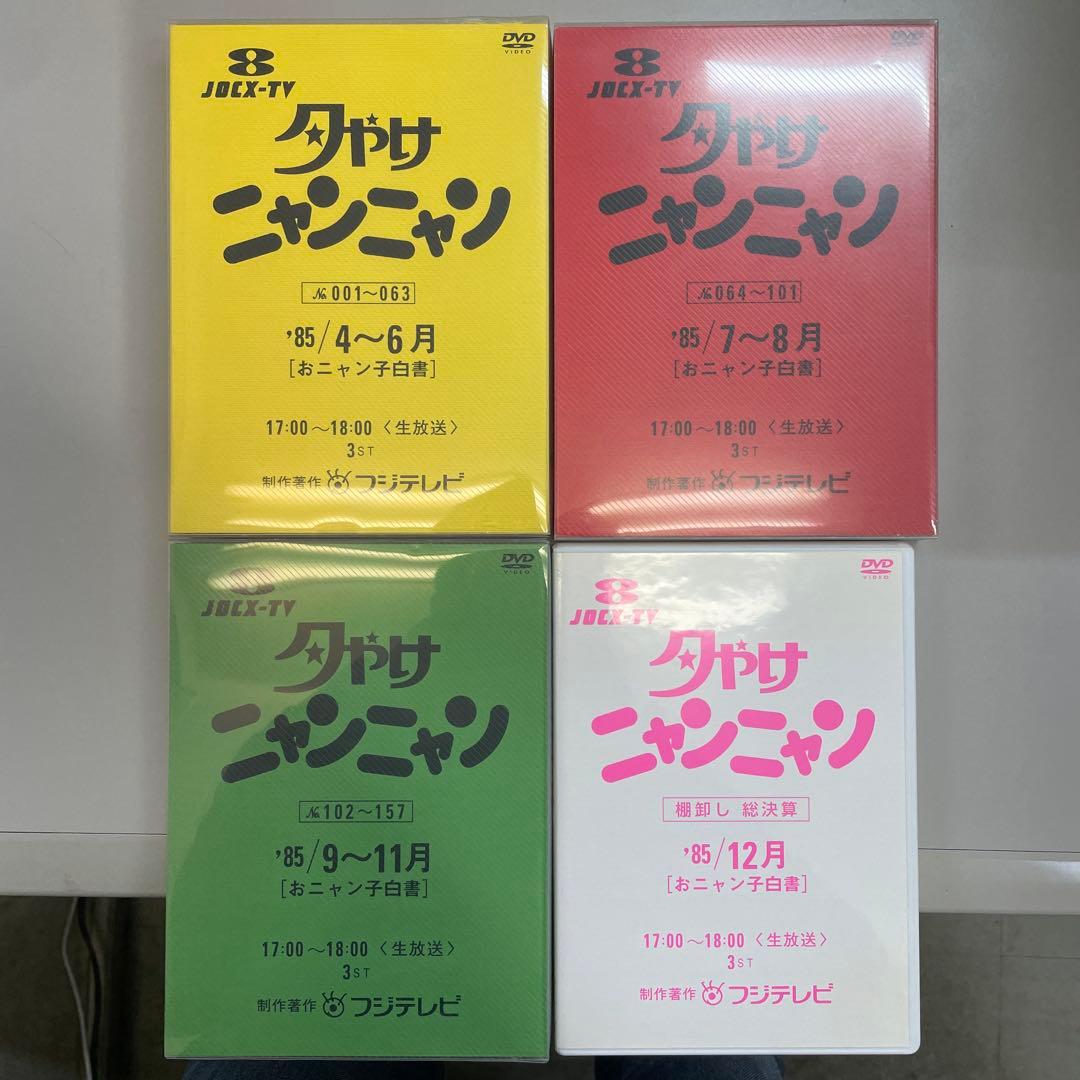 DVD
VIDEO
8
JOCX-TV
夕やけ
ニャンニャン
№001～063
'85/4～6月
[おニャン子白書]
17:00～18:00〈生放送〉
3ST
制作著作 フジテレビ
DVD
VIDEO
8
JOCX-TV
夕やけ
ニャンニャン
№064～101
'85/7～8月
[おニャン子白書]
17:00～18:00〈生放送〉
3ST
制作著作 フジテレビ
DVD
VIDEO
8
JOCX-TV
夕やけ
ニャンニャン
№102～157
'85/9～11月
[おニャン子白書]
17:00～18:00〈生放送〉
3ST
制作著作 フジテレビ
DVD
VIDEO
8
JOCX-TV
夕やけ
ニャンニャン
棚卸し 総決算
'85/12月
[おニャン子白書]
17:00～18:00〈生放送〉
3ST
制作著作 フジテレビ